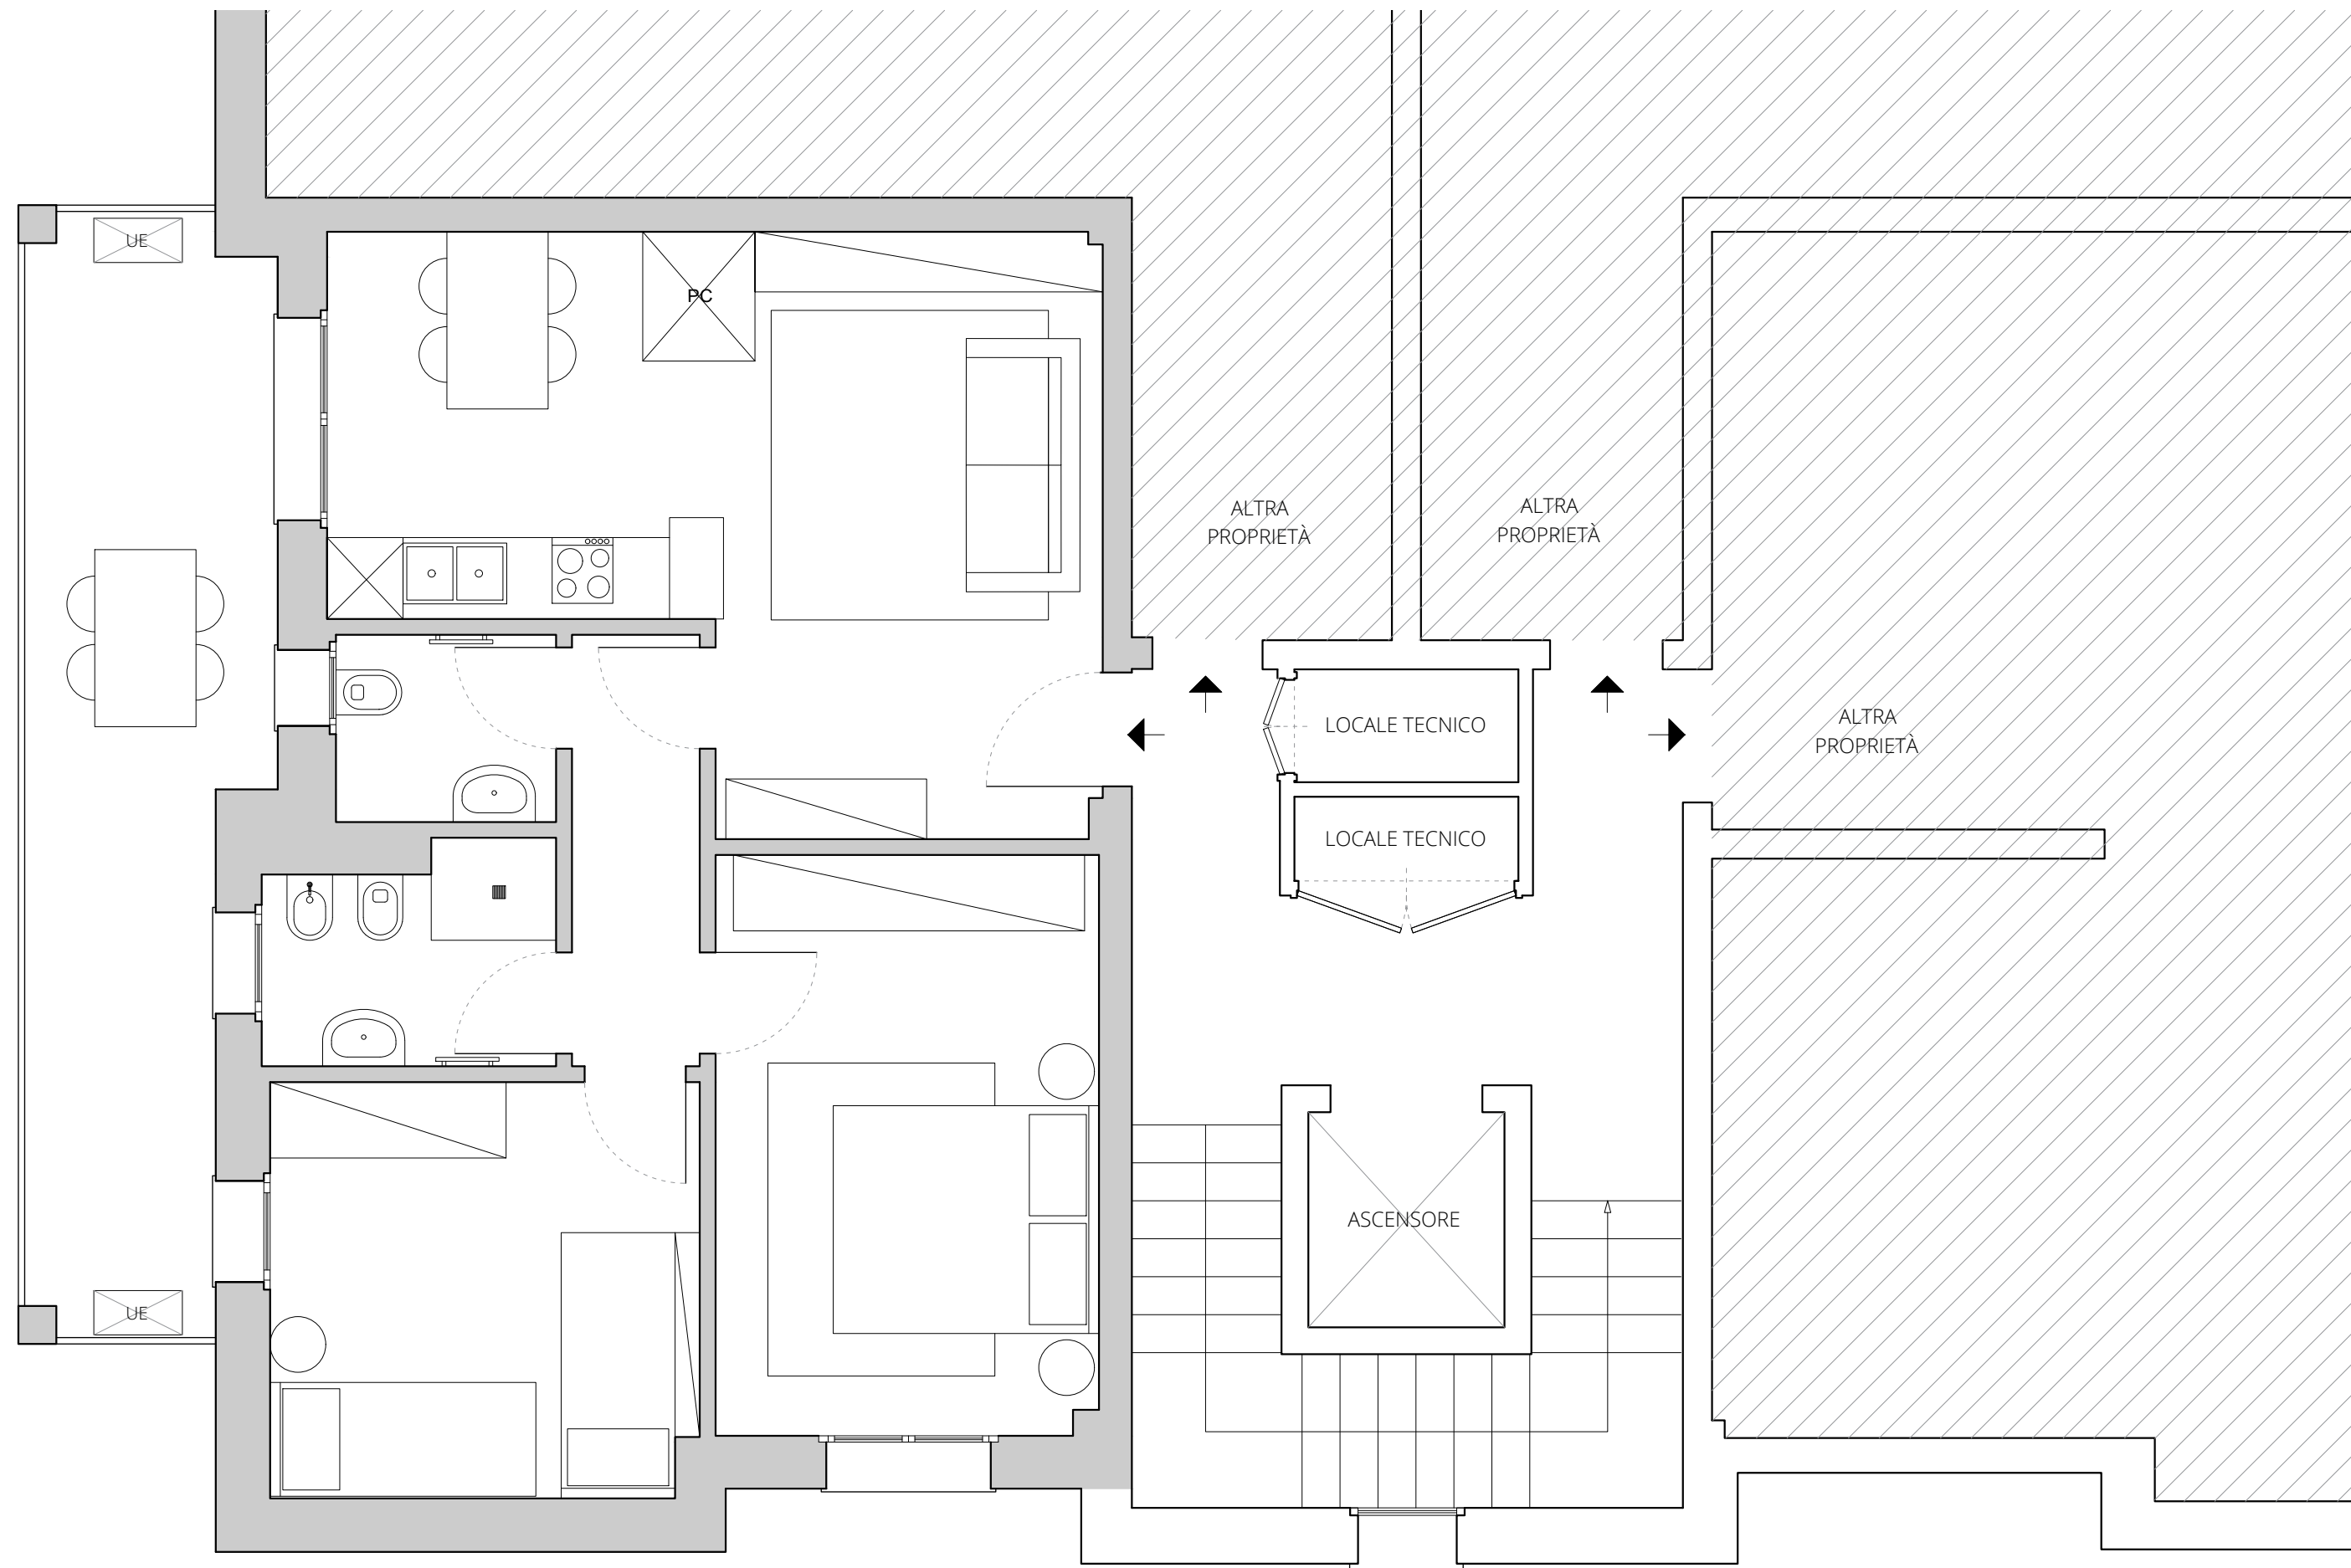 UE
PC
ALTRA
PROPRIETÀ
ALTRA
PROPRIETÀ
LOCALE TECNICO
ALTRA
PROPRIETÀ
LOCALE TECNICO
ASCENSORE
UE